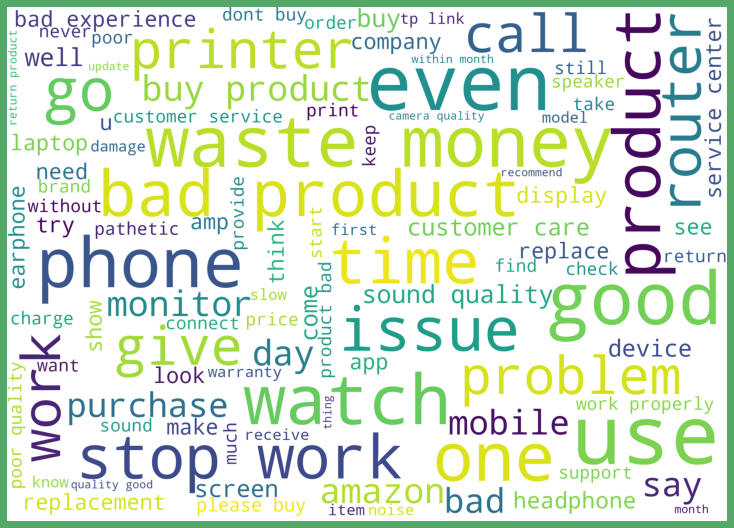 bad experience
dont buy
order
buy
tp link
call
product
router
service center
return product
never
poor
printer
company
well
update
within month
even
still
speaker
go
buy product
take
u
customer service
print
camera quality
model
laptop
damage
waste money
keep
need
recommend
brand
bad product
display
without
try
pathetic
amp
provide
first
think
start
customer care
see
earphone
replace
return
phone
time
find
check
good
monitor
come
product bad
sound quality
slow
charge
show
connect
price
issue
give
day
app
device
work
want
look
warranty
problem
poor quality
purchase
watch
thing
mobile
work properly
sound
make
much
receive
use
stop work
one
support
know
quality good
screen
amazon
bad
headphone
say
replacement
please buy
item
noise
month